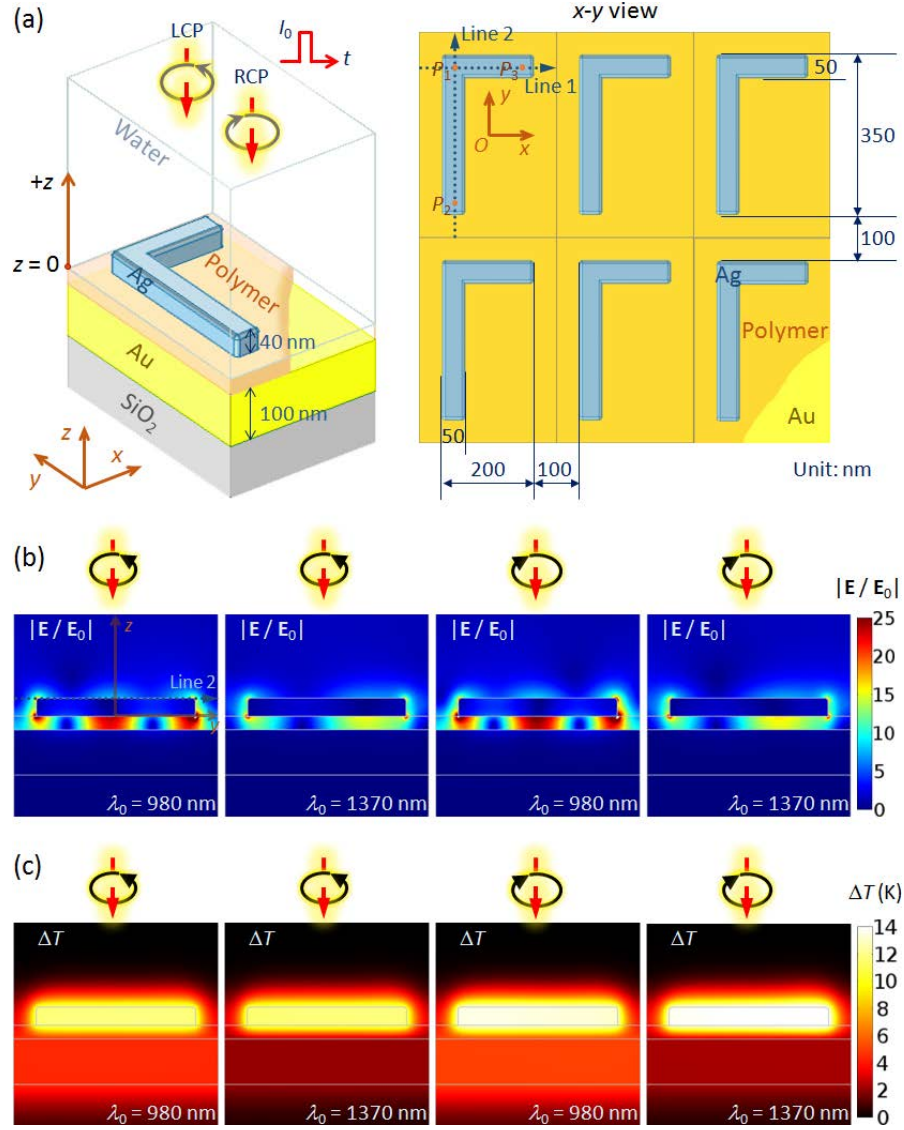 (a)
LCP
I₀
t
RCP
Water
+z
z = 0
Ag
Polymer
40 nm
Au
100 nm
SiO₂
z
x
y
x-y view
Line 2
P₁
P₃
Line 1
50
y
O
x
350
P₂
100
Ag
Polymer
Au
50
200
100
Unit: nm
(b)
|E / E₀|
25
20
15
10
5
0
|E / E₀|
z
Line 2
y
λ₀ = 980 nm
|E / E₀|
λ₀ = 1370 nm
|E / E₀|
λ₀ = 980 nm
|E / E₀|
λ₀ = 1370 nm
(c)
ΔT (K)
14
12
10
8
6
4
2
0
ΔT
λ₀ = 980 nm
ΔT
λ₀ = 1370 nm
ΔT
λ₀ = 980 nm
ΔT
λ₀ = 1370 nm